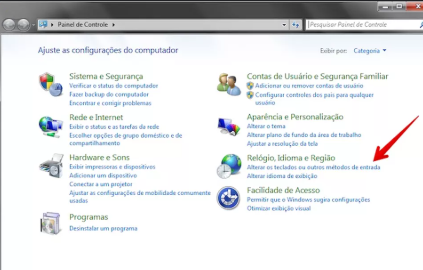 Painel de Controle
Pesquisar Painel de Controle
Ajuste as configurações do computador
Exibir por: Categoria
Sistema e Segurança
Verificar o status do computador
Fazer backup do computador
Encontrar e corrigir problemas
Rede e Internet
Exibir o status e as tarefas da rede
Escolher opções de grupo doméstico e de
compartilhamento
Hardware e Sons
Exibir impressoras e dispositivos
Adicionar um dispositivo
Conectar a um projetor
Ajustar as configurações de mobilidade comumente
usadas
Programas
Desinstalar um programa
Contas de Usuário e Segurança Familiar
Adicionar ou remover contas de usuário
Configurar controles dos pais para qualquer
usuário
Aparência e Personalização
Alterar o tema
Alterar plano de fundo da área de trabalho
Ajustar a resolução da tela
Relógio, Idioma e Região
Alterar os teclados ou outros métodos de entrada
Alterar idioma de exibição
Facilidade de Acesso
Permitir que o Windows sugira configurações
Otimizar exibição visual